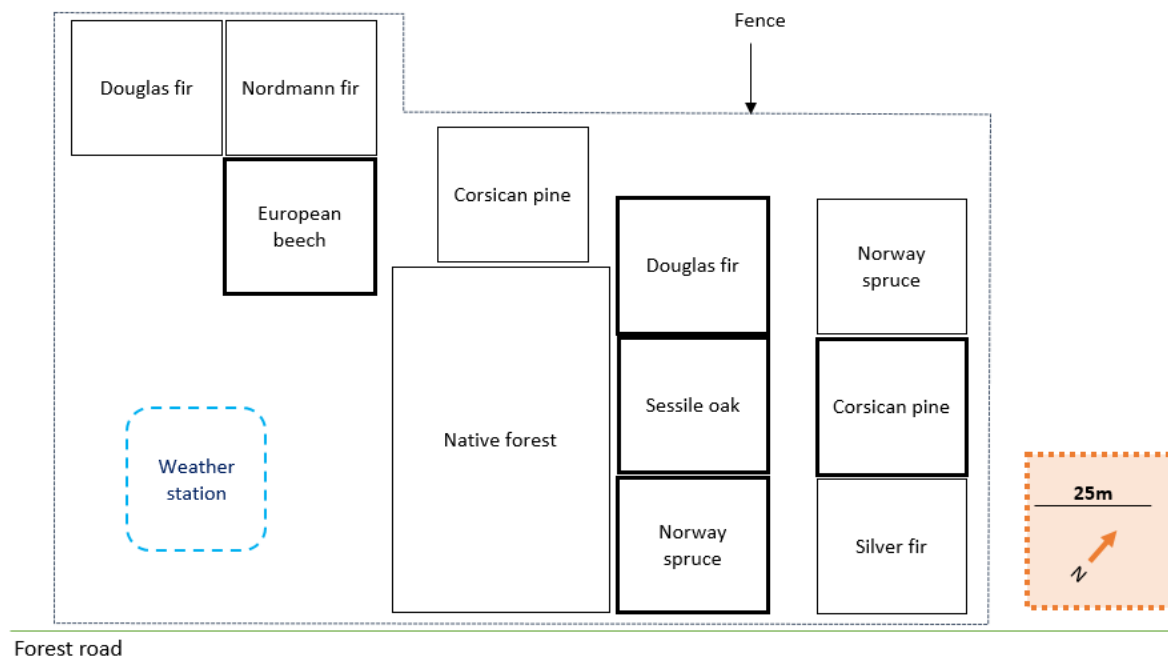 Fence
Douglas fir
Nordmann fir
European
beech
Corsican pine
Douglas fir
Norway
spruce
Sessile oak
Corsican pine
Native forest
Weather
station
Norway
spruce
Silver fir
25m
N
Forest road